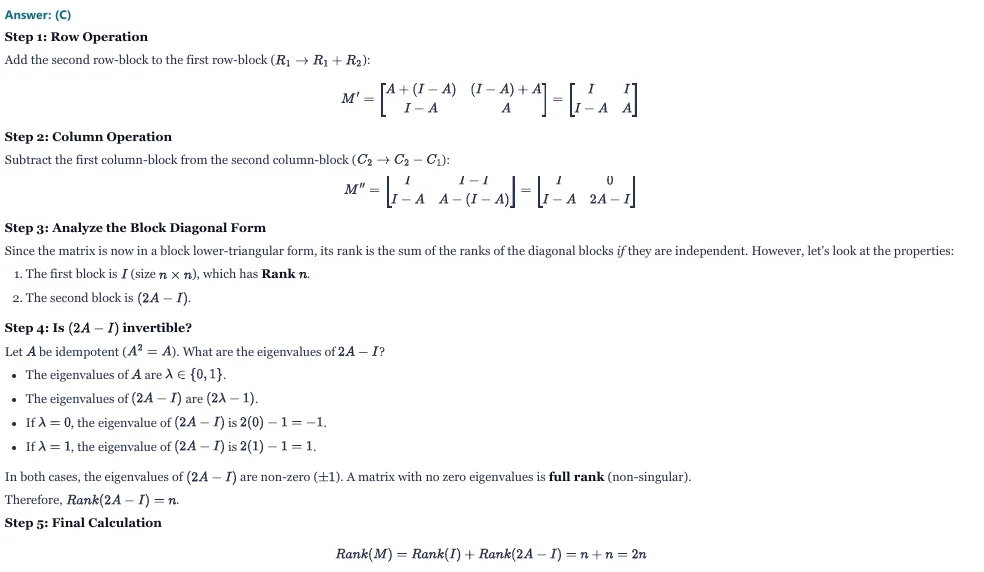 Answer: (C)
Step 1: Row Operation
Add the second row-block to the first row-block (R₁ → R₁ + R₂):
M′ = [A + (I − A) (I − A) + A; I − A A] = [I I; I − A A]
Step 2: Column Operation
Subtract the first column-block from the second column-block (C₂ → C₂ − C₁):
M″ = [I I − I; I − A A − (I − A)] = [I 0; I − A 2A − I]
Step 3: Analyze the Block Diagonal Form
Since the matrix is now in a block lower-triangular form, its rank is the sum of the ranks of the diagonal blocks if they are independent. However, let's look at the properties:
1. The first block is I (size n × n), which has Rank n.
2. The second block is (2A − I).
Step 4: Is (2A − I) invertible?
Let A be idempotent (A² = A). What are the eigenvalues of 2A − I?
• The eigenvalues of A are λ ∈ {0, 1}.
• The eigenvalues of (2A − I) are (2λ − 1).
• If λ = 0, the eigenvalue of (2A − I) is 2(0) − 1 = −1.
• If λ = 1, the eigenvalue of (2A − I) is 2(1) − 1 = 1.
In both cases, the eigenvalues of (2A − I) are non-zero (±1). A matrix with no zero eigenvalues is full rank (non-singular).
Therefore, Rank(2A − I) = n.
Step 5: Final Calculation
Rank(M) = Rank(I) + Rank(2A − I) = n + n = 2n